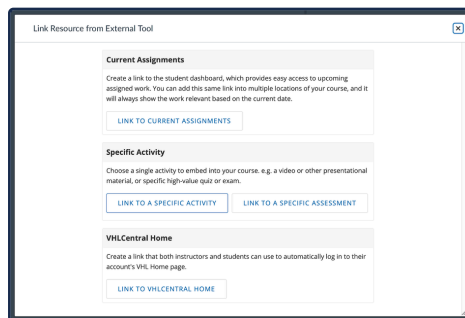 Link Resource from External Tool
Current Assignments
Create a link to the student dashboard, which provides easy access to upcoming
assigned work. You can add this same link into multiple locations of your course, and it
will always show the work relevant based on the current date.
LINK TO CURRENT ASSIGNMENTS
Specific Activity
Choose a single activity to embed into your course. e.g. a video or other presentational
material, or specific high-value quiz or exam.
LINK TO A SPECIFIC ACTIVITY LINK TO A SPECIFIC ASSESSMENT
VHLCentral Home
Create a link that both instructors and students can use to automatically log in to their
account's VHL Home page.
LINK TO VHLCENTRAL HOME